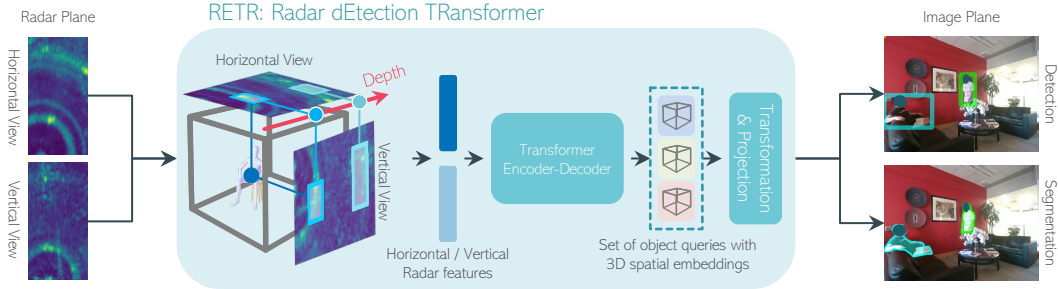 RETR: Radar dEtection TRansformer
Radar Plane
Horizontal View
Vertical View
Horizontal View
Depth
Vertical View
Horizontal / Vertical
Radar features
Transformer
Encoder-Decoder
Set of object queries with
3D spatial embeddings
Transformation
& Projection
Image Plane
Detection
Segmentation